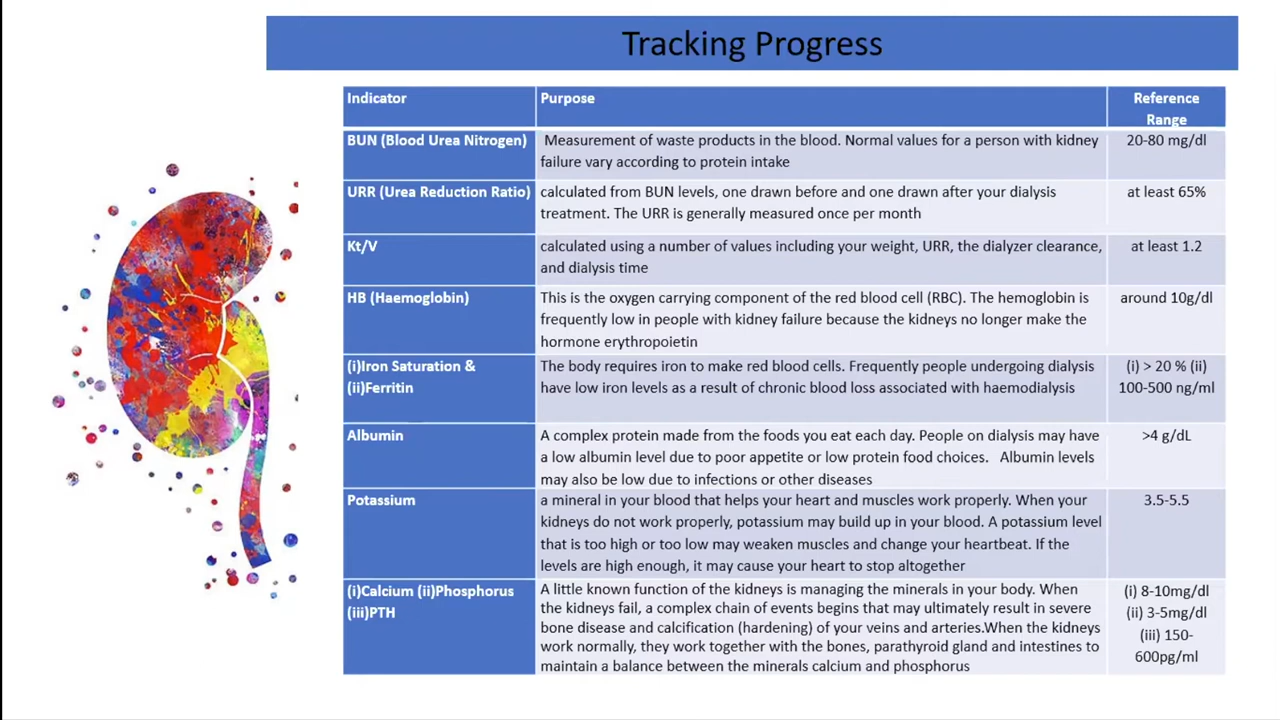 Tracking Progress
Indicator
Purpose
Reference
Range
BUN (Blood Urea Nitrogen)
Measurement of waste products in the blood. Normal values for a person with kidney
failure vary according to protein intake
20-80 mg/dl
URR (Urea Reduction Ratio)
calculated from BUN levels, one drawn before and one drawn after your dialysis
treatment. The URR is generally measured once per month
at least 65%
Kt/V
calculated using a number of values including your weight, URR, the dialyzer clearance,
and dialysis time
at least 1.2
HB (Haemoglobin)
This is the oxygen carrying component of the red blood cell (RBC). The hemoglobin is
frequently low in people with kidney failure because the kidneys no longer make the
hormone erythropoietin
around 10g/dl
(i)Iron Saturation &
(ii)Ferritin
The body requires iron to make red blood cells. Frequently people undergoing dialysis
have low iron levels as a result of chronic blood loss associated with haemodialysis
(i) > 20 % (ii)
100-500 ng/ml
Albumin
A complex protein made from the foods you eat each day. People on dialysis may have
a low albumin level due to poor appetite or low protein food choices. Albumin levels
may also be low due to infections or other diseases
>4 g/dL
Potassium
a mineral in your blood that helps your heart and muscles work properly. When your
kidneys do not work properly, potassium may build up in your blood. A potassium level
that is too high or too low may weaken muscles and change your heartbeat. If the
levels are high enough, it may cause your heart to stop altogether
3.5-5.5
(i)Calcium (ii)Phosphorus
(iii)PTH
A little known function of the kidneys is managing the minerals in your body. When
the kidneys fail, a complex chain of events begins that may ultimately result in severe
bone disease and calcification (hardening) of your veins and arteries.When the kidneys
work normally, they work together with the bones, parathyroid gland and intestines to
maintain a balance between the minerals calcium and phosphorus
(i) 8-10mg/dl
(ii) 3-5mg/dl
(iii) 150-
600pg/ml